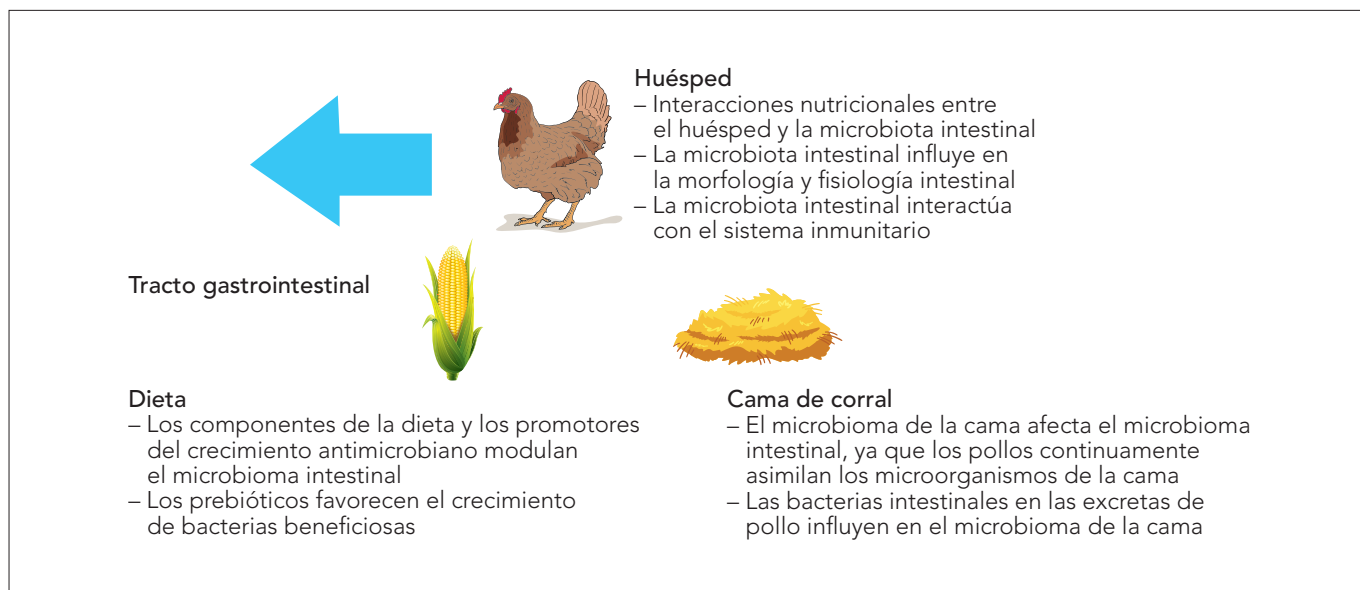 Huésped
– Interacciones nutricionales entre
el huésped y la microbiota intestinal
– La microbiota intestinal influye en
la morfología y fisiología intestinal
– La microbiota intestinal interactúa
con el sistema inmunitario
Tracto gastrointestinal
Dieta
– Los componentes de la dieta y los promotores
del crecimiento antimicrobiano modulan
el microbioma intestinal
– Los prebióticos favorecen el crecimiento
de bacterias beneficiosas
Cama de corral
– El microbioma de la cama afecta el microbioma
intestinal, ya que los pollos continuamente
asimilan los microorganismos de la cama
– Las bacterias intestinales en las excretas de
pollo influyen en el microbioma de la cama